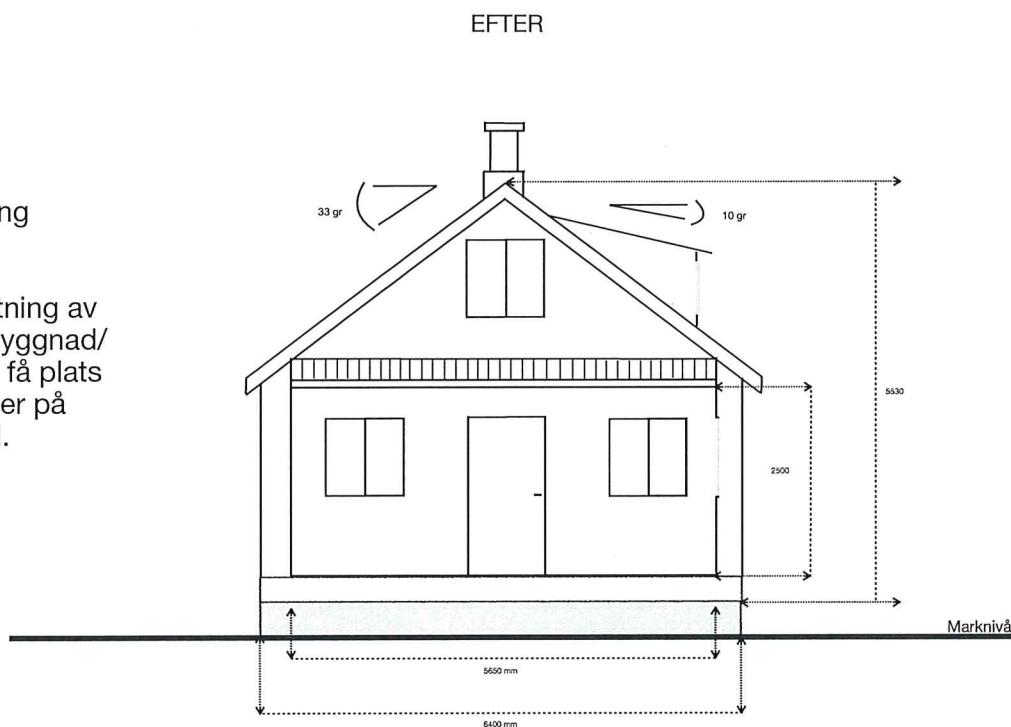 EFTER
ng
tning av
yggnad/
få plats
er på
.
33 gr
10 gr
5530
2500
Marknivå
5650 mm
6400 mm